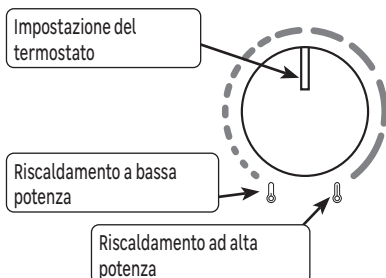 Impostazione del
termostato
Riscaldamento a bassa
potenza
Riscaldamento ad alta
potenza